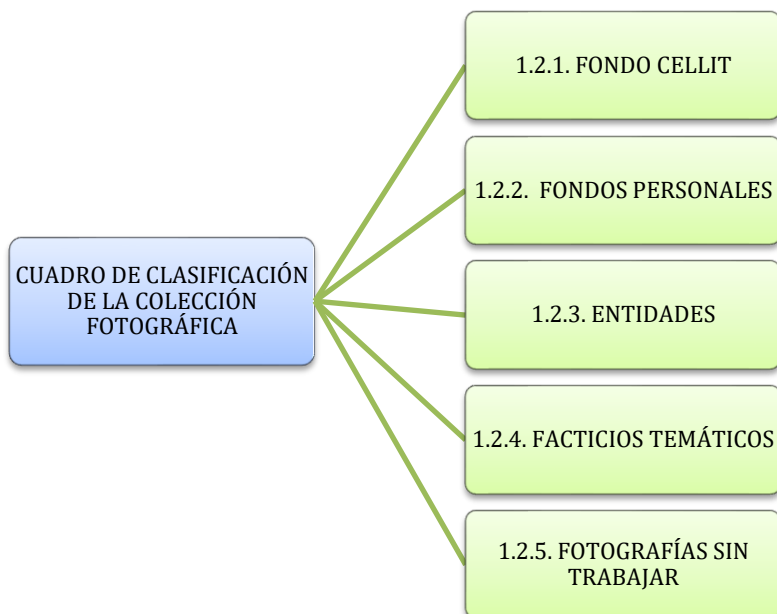 1.2.1. FONDO CELLIT
1.2.2. FONDOS PERSONALES
CUADRO DE CLASIFICACIÓN
DE LA COLECCIÓN
FOTOGRÁFICA
1.2.3. ENTIDADES
1.2.4. FACTICIOS TEMÁTICOS
1.2.5. FOTOGRAFÍAS SIN
TRABAJAR